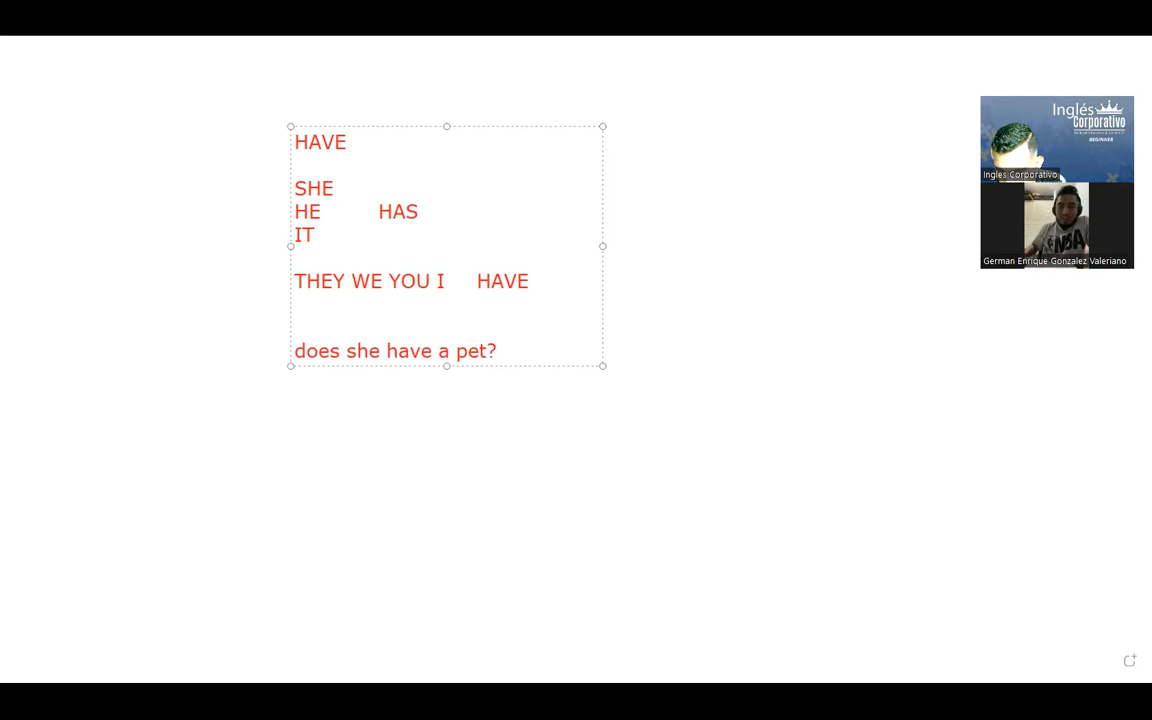 HAVE
SHE
HE HAS
IT
THEY WE YOU I HAVE
does she have a pet?
Inglés
Corporativo
BEGINNER
Ingles Corporativo
German Enrique Gonzalez Valeriano